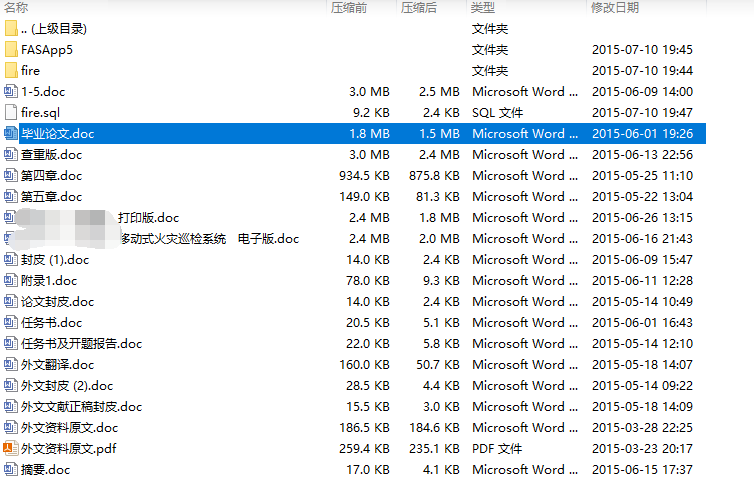 名称 压缩前 压缩后 类型 修改日期
.. (上级目录) 文件夹
FASApp5 文件夹 2015-07-10 19:45
fire 文件夹 2015-07-10 19:44
1-5.doc 3.0 MB 2.5 MB Microsoft Word ... 2015-06-09 14:00
fire.sql 9.2 KB 2.4 KB SQL 文件 2015-07-10 19:47
毕业论文.doc 1.8 MB 1.5 MB Microsoft Word ... 2015-06-01 19:26
查重版.doc 3.0 MB 2.4 MB Microsoft Word ... 2015-06-13 22:56
第四章.doc 934.5 KB 875.8 KB Microsoft Word ... 2015-05-25 11:10
第五章.doc 149.0 KB 81.3 KB Microsoft Word ... 2015-05-22 13:04
打印版.doc 2.4 MB 1.8 MB Microsoft Word ... 2015-06-26 13:15
移动式火灾巡检系统 电子版.doc 2.4 MB 2.0 MB Microsoft Word ... 2015-06-16 21:43
封皮 (1).doc 14.0 KB 2.4 KB Microsoft Word ... 2015-06-09 15:47
附录1.doc 78.0 KB 9.3 KB Microsoft Word ... 2015-06-11 12:28
论文封皮.doc 14.0 KB 2.4 KB Microsoft Word ... 2015-05-14 10:49
任务书.doc 20.5 KB 5.1 KB Microsoft Word ... 2015-06-01 16:43
任务书及开题报告.doc 22.0 KB 5.8 KB Microsoft Word ... 2015-05-14 12:10
外文翻译.doc 160.0 KB 50.7 KB Microsoft Word ... 2015-05-18 14:07
外文封皮 (2).doc 28.5 KB 4.4 KB Microsoft Word ... 2015-05-14 09:22
外文文献正稿封皮.doc 15.5 KB 3.0 KB Microsoft Word ... 2015-05-18 14:09
外文资料原文.doc 186.5 KB 184.6 KB Microsoft Word ... 2015-03-28 22:25
外文资料原文.pdf 259.4 KB 235.1 KB PDF 文件 2015-03-23 20:17
摘要.doc 17.0 KB 4.1 KB Microsoft Word ... 2015-06-15 17:37